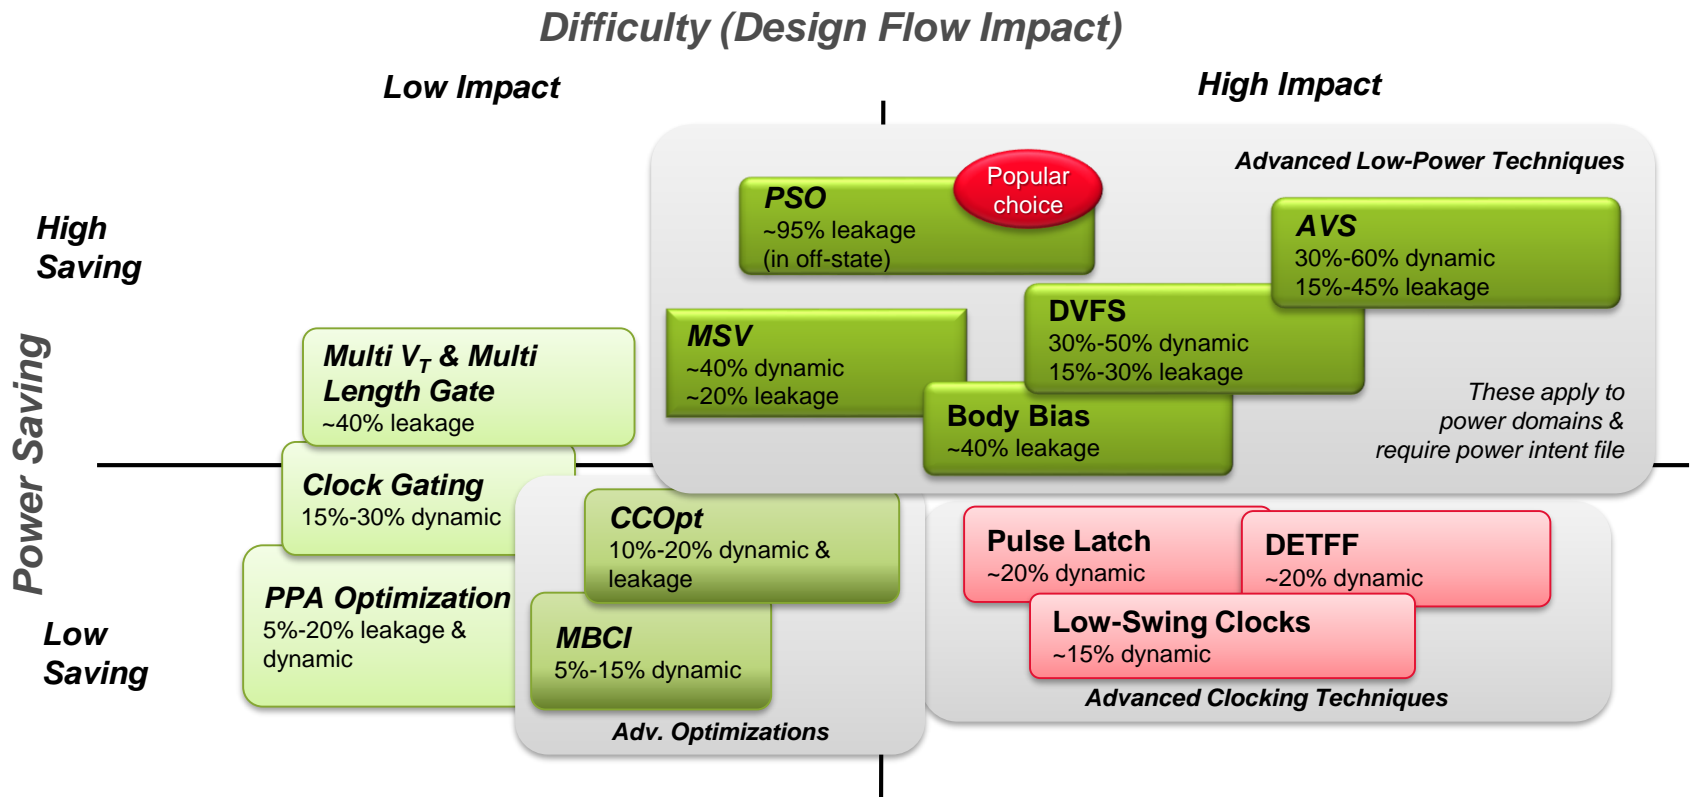 Difficulty (Design Flow Impact)
Low Impact
High Impact
Advanced Low-Power Techniques
Popular
choice
PSO
~95% leakage
(in off-state)
AVS
30%-60% dynamic
15%-45% leakage
High
Saving
DVFS
30%-50% dynamic
15%-30% leakage
MSV
~40% dynamic
~20% leakage
Multi VT & Multi
Length Gate
~40% leakage
Body Bias
~40% leakage
These apply to
power domains &
require power intent file
Power Saving
Clock Gating
15%-30% dynamic
CCOpt
10%-20% dynamic &
leakage
Pulse Latch
~20% dynamic
DETFF
~20% dynamic
PPA Optimization
5%-20% leakage &
dynamic
MBCI
5%-15% dynamic
Low-Swing Clocks
~15% dynamic
Low
Saving
Advanced Clocking Techniques
Adv. Optimizations